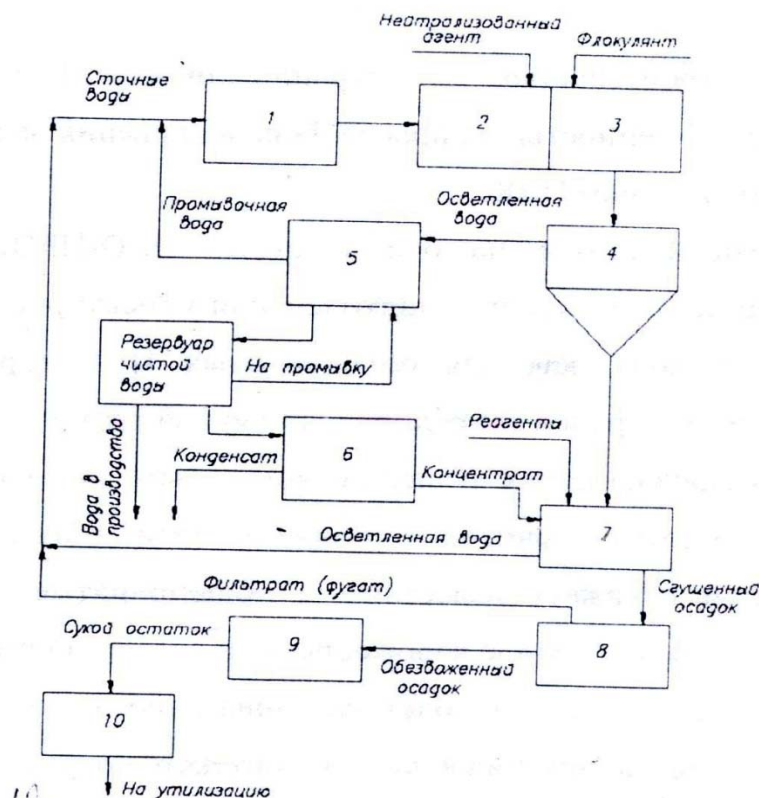 Нейтрализованный
агент
Флокулянт
Сточные
воды
1
2
3
Промывочная
вода
Осветленная
вода
5
4
Резервуар
чистой
воды
На промывку
Вода в
производство
Конденсат
6
Концентрат
Реагенты
7
Осветленная вода
Сгущенный
осадок
Фильтрат (фугат)
Сухой остаток
9
Обезвоженный
осадок
8
10
На утилизацию